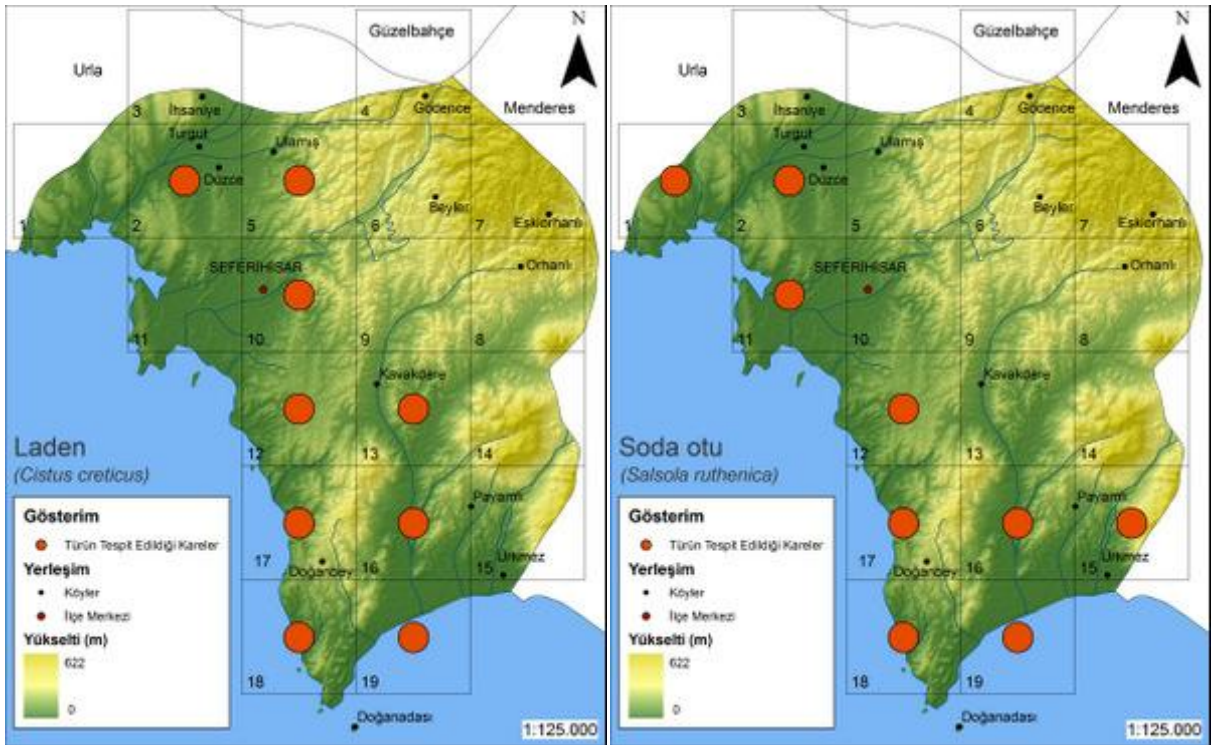 Güzelbahçe
N
Urla
3
4
Gödence
İhsaniye
Menderes
Turgut
Ulamış
Düzce
Beyler
Eskiorhanlı
1
2
5
6
7
SEFERİHİSAR
Orhanlı
11
10
9
8
Kavakdere
Laden
(Cistus creticus)
12
13
14
Payamlı
Gösterim
Türün Tespit Edildiği Kareler
Yerleşim
Köyler
İlçe Merkezi
Yükselti (m)
622
0
17
Doğanbey
16
15
Ürkmez
18
19
Doğanadası
1:125.000
Güzelbahçe
N
Urla
3
4
Gödence
İhsaniye
Menderes
Turgut
Ulamış
Düzce
Beyler
Eskiorhanlı
1
2
5
6
7
SEFERİHİSAR
Orhanlı
11
10
9
8
Kavakdere
Soda otu
(Salsola ruthenica)
12
13
14
Payamlı
Gösterim
Türün Tespit Edildiği Kareler
Yerleşim
Köyler
İlçe Merkezi
Yükselti (m)
622
0
17
Doğanbey
16
15
Ürkmez
18
19
Doğanadası
1:125.000